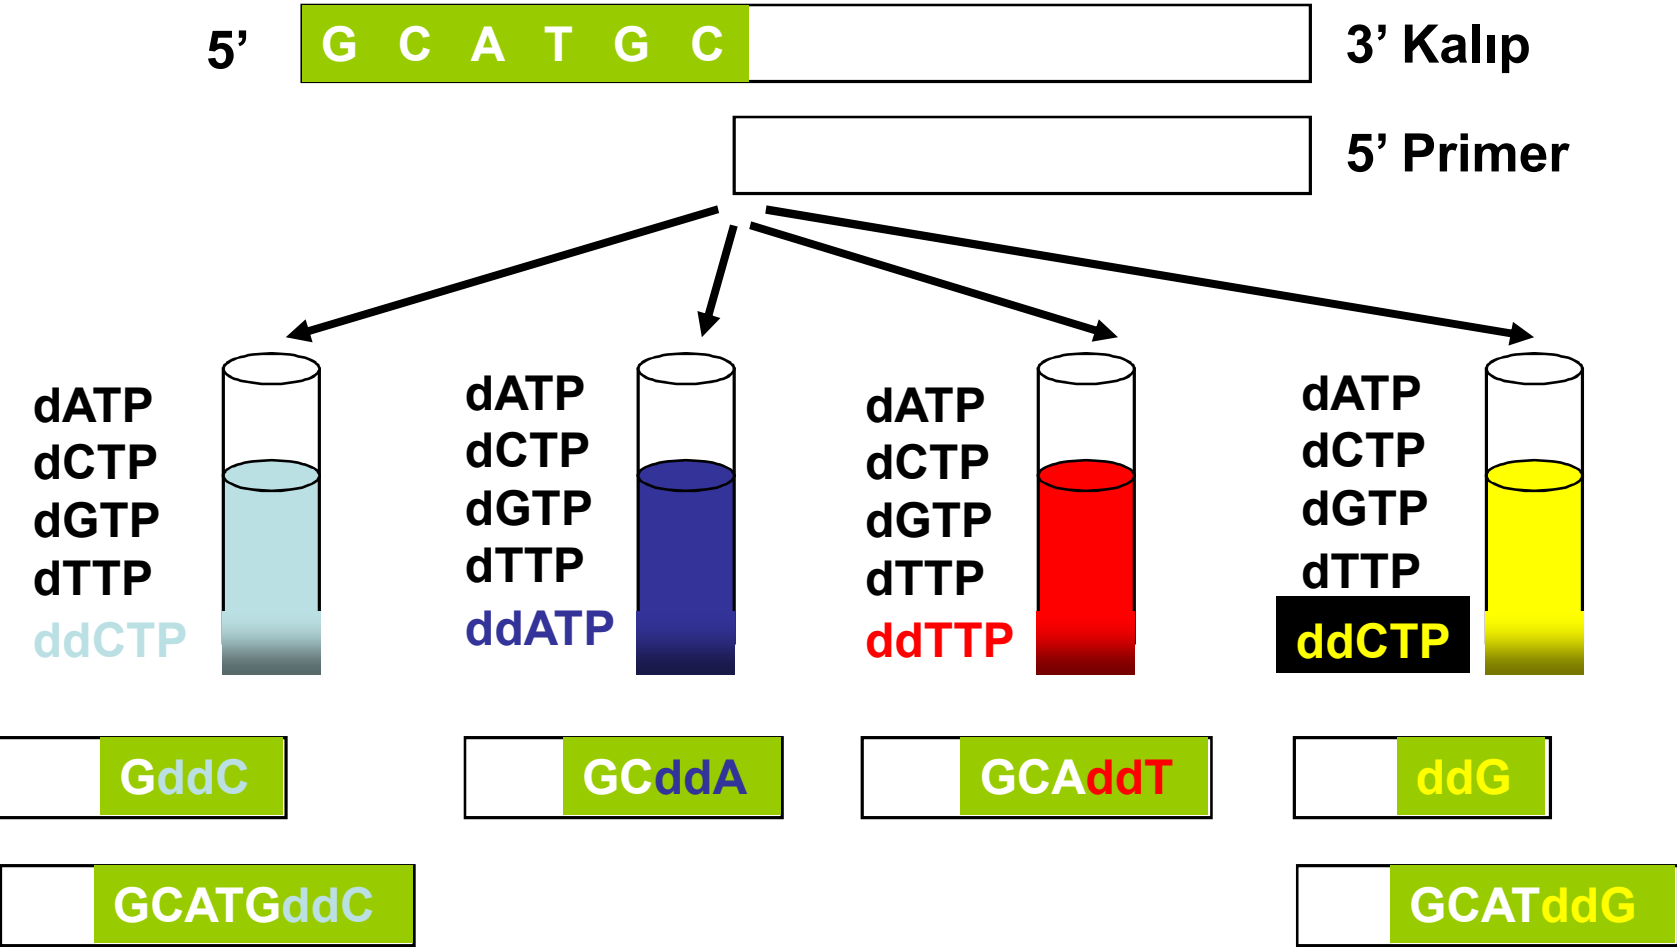 5’ G C A T G C 3’ Kalıp
5’ Primer
dATP
dCTP
dGTP
dTTP
ddCTP
dATP
dCTP
dGTP
dTTP
ddATP
dATP
dCTP
dGTP
dTTP
ddTTP
dATP
dCTP
dGTP
dTTP
ddCTP
GddC
GCddA
GCAddT
ddG
GCATGddC
GCATddG